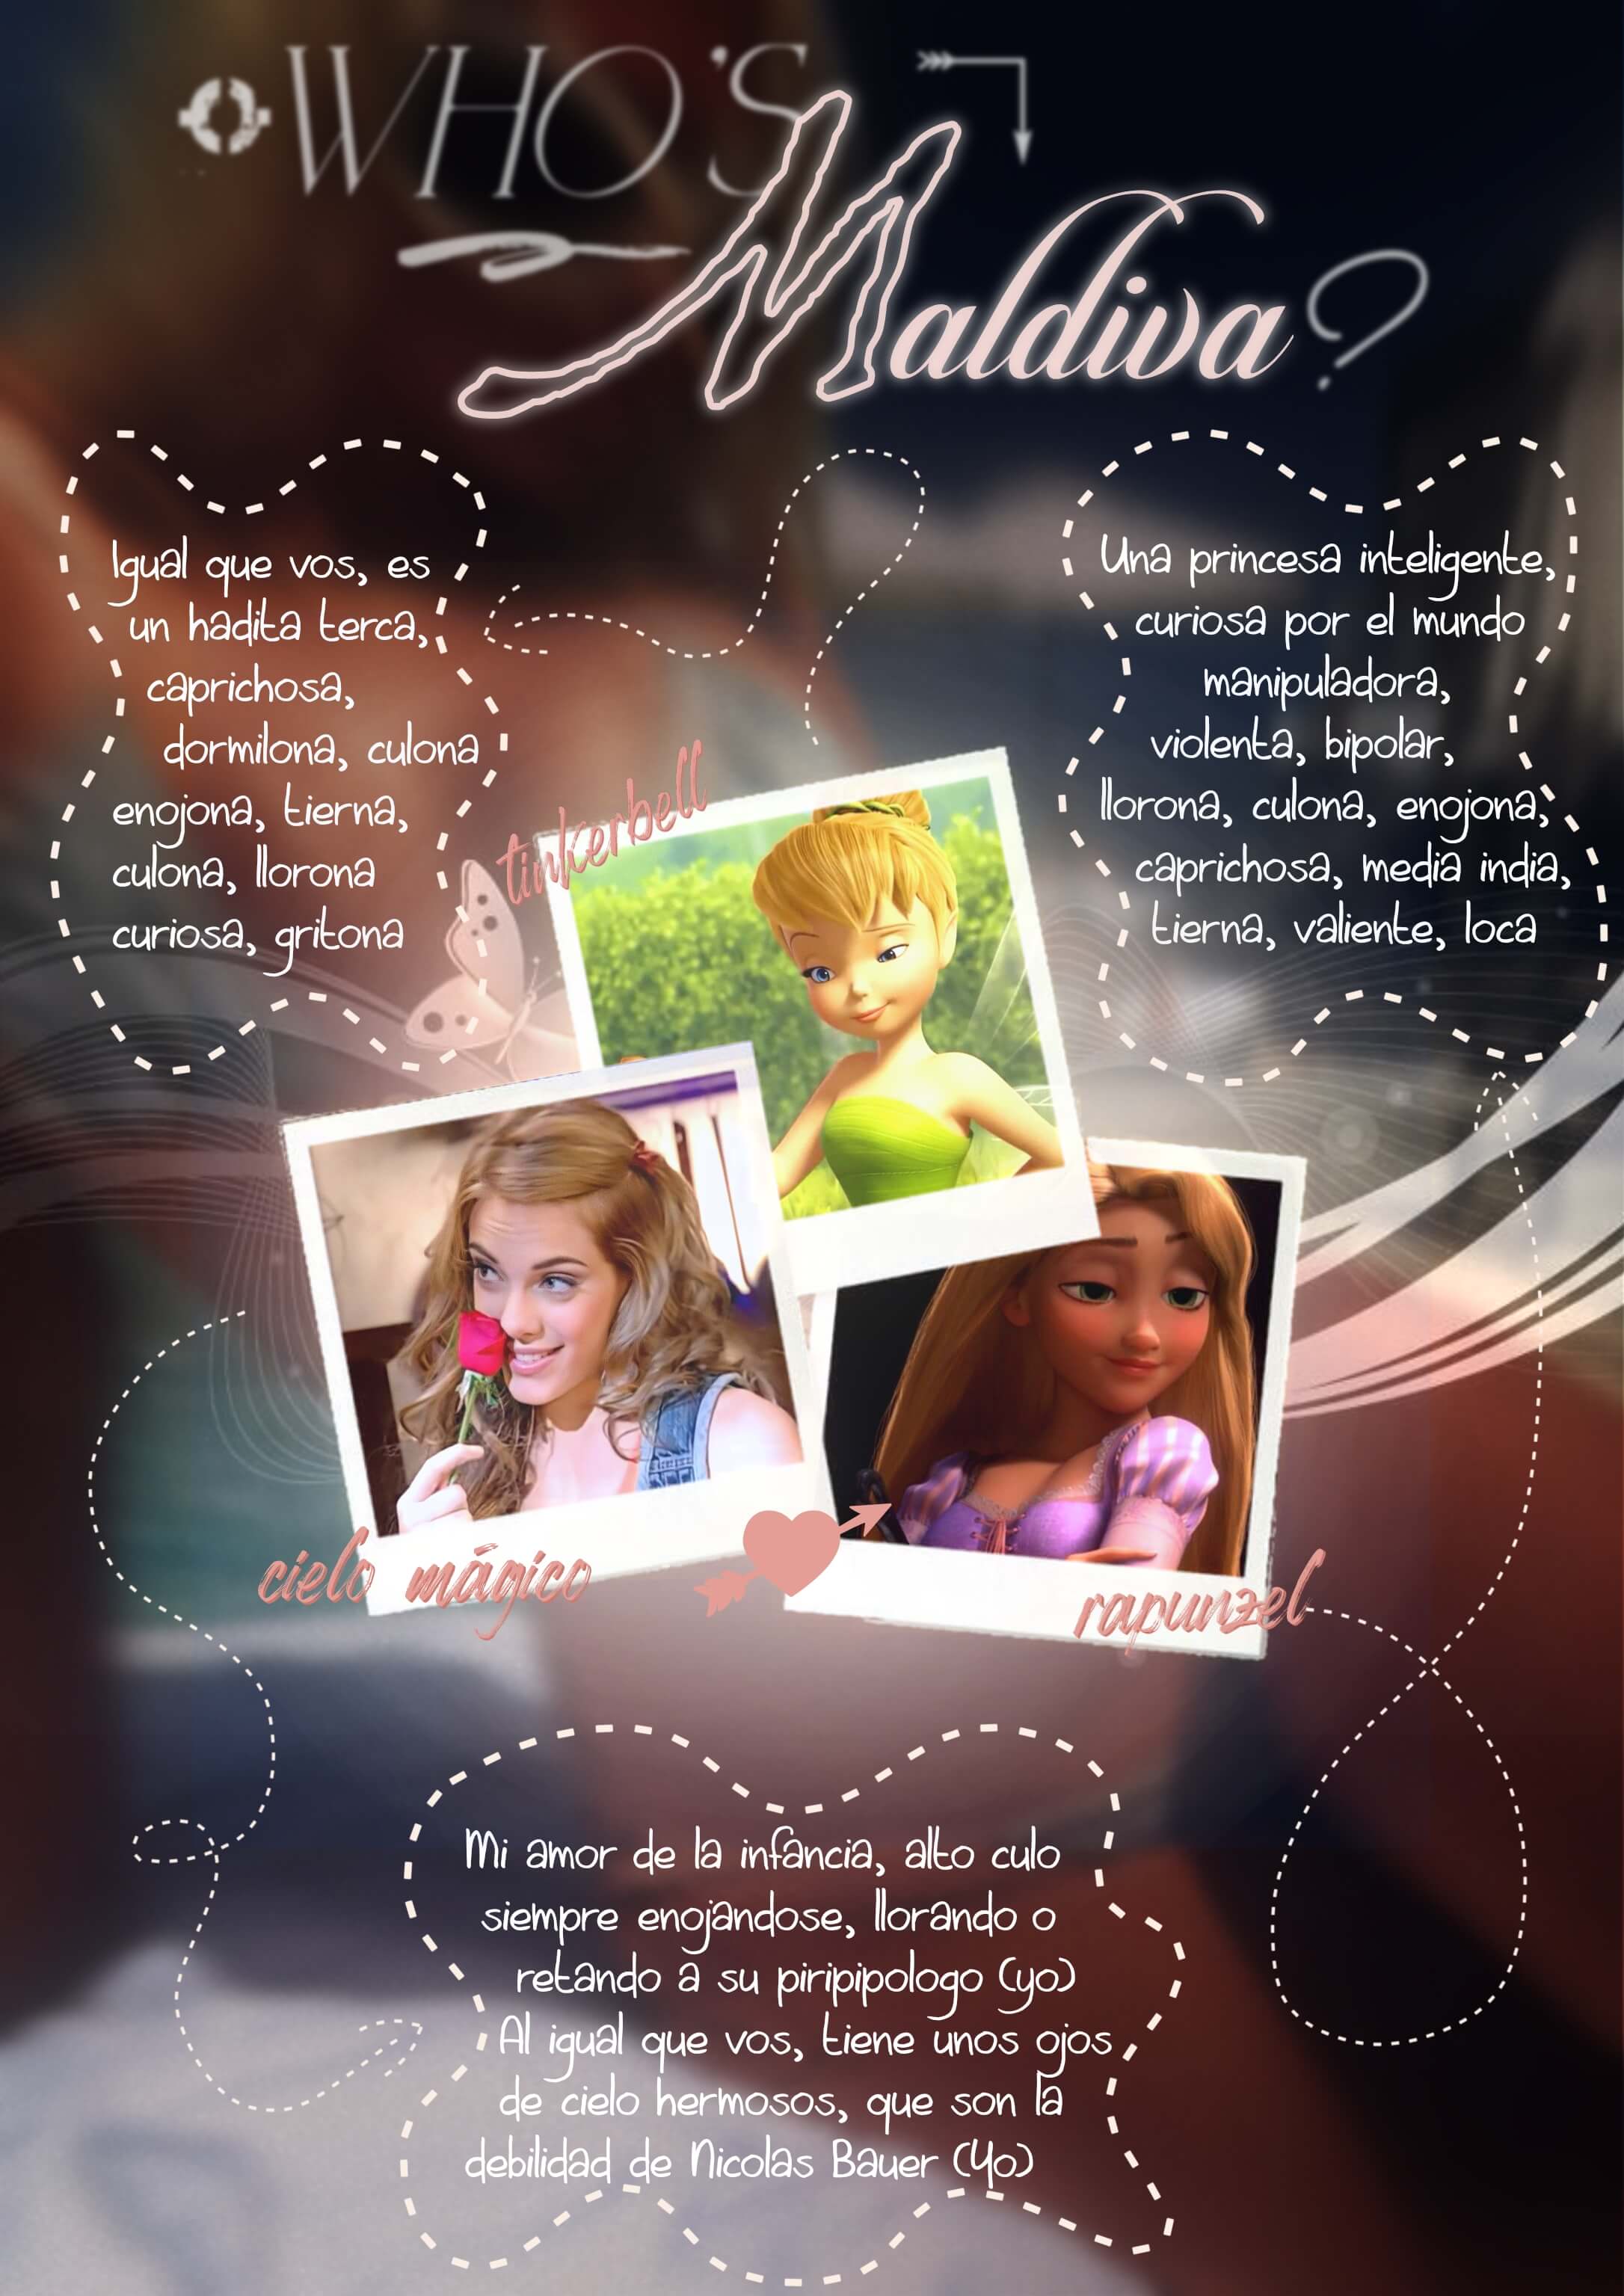 WHO'S
Maldiva?
Igual que vos, es
un hadita terca,
caprichosa,
dormilona, culona
enojona, tierna,
culona, llorona
curiosa, gritona
Una princesa inteligente,
curiosa por el mundo
manipuladora,
violenta, bipolar,
llorona, culona, enojona,
caprichosa, media india,
tierna, valiente, loca
tinkerbell
cielo mágico
rapunzel
Mi amor de la infancia, alto culo
siempre enojandose, llorando o
retando a su piripipologo (yo)
Al igual que vos, tiene unos ojos
de cielo hermosos, que son la
debilidad de Nicolas Bauer (Yo)